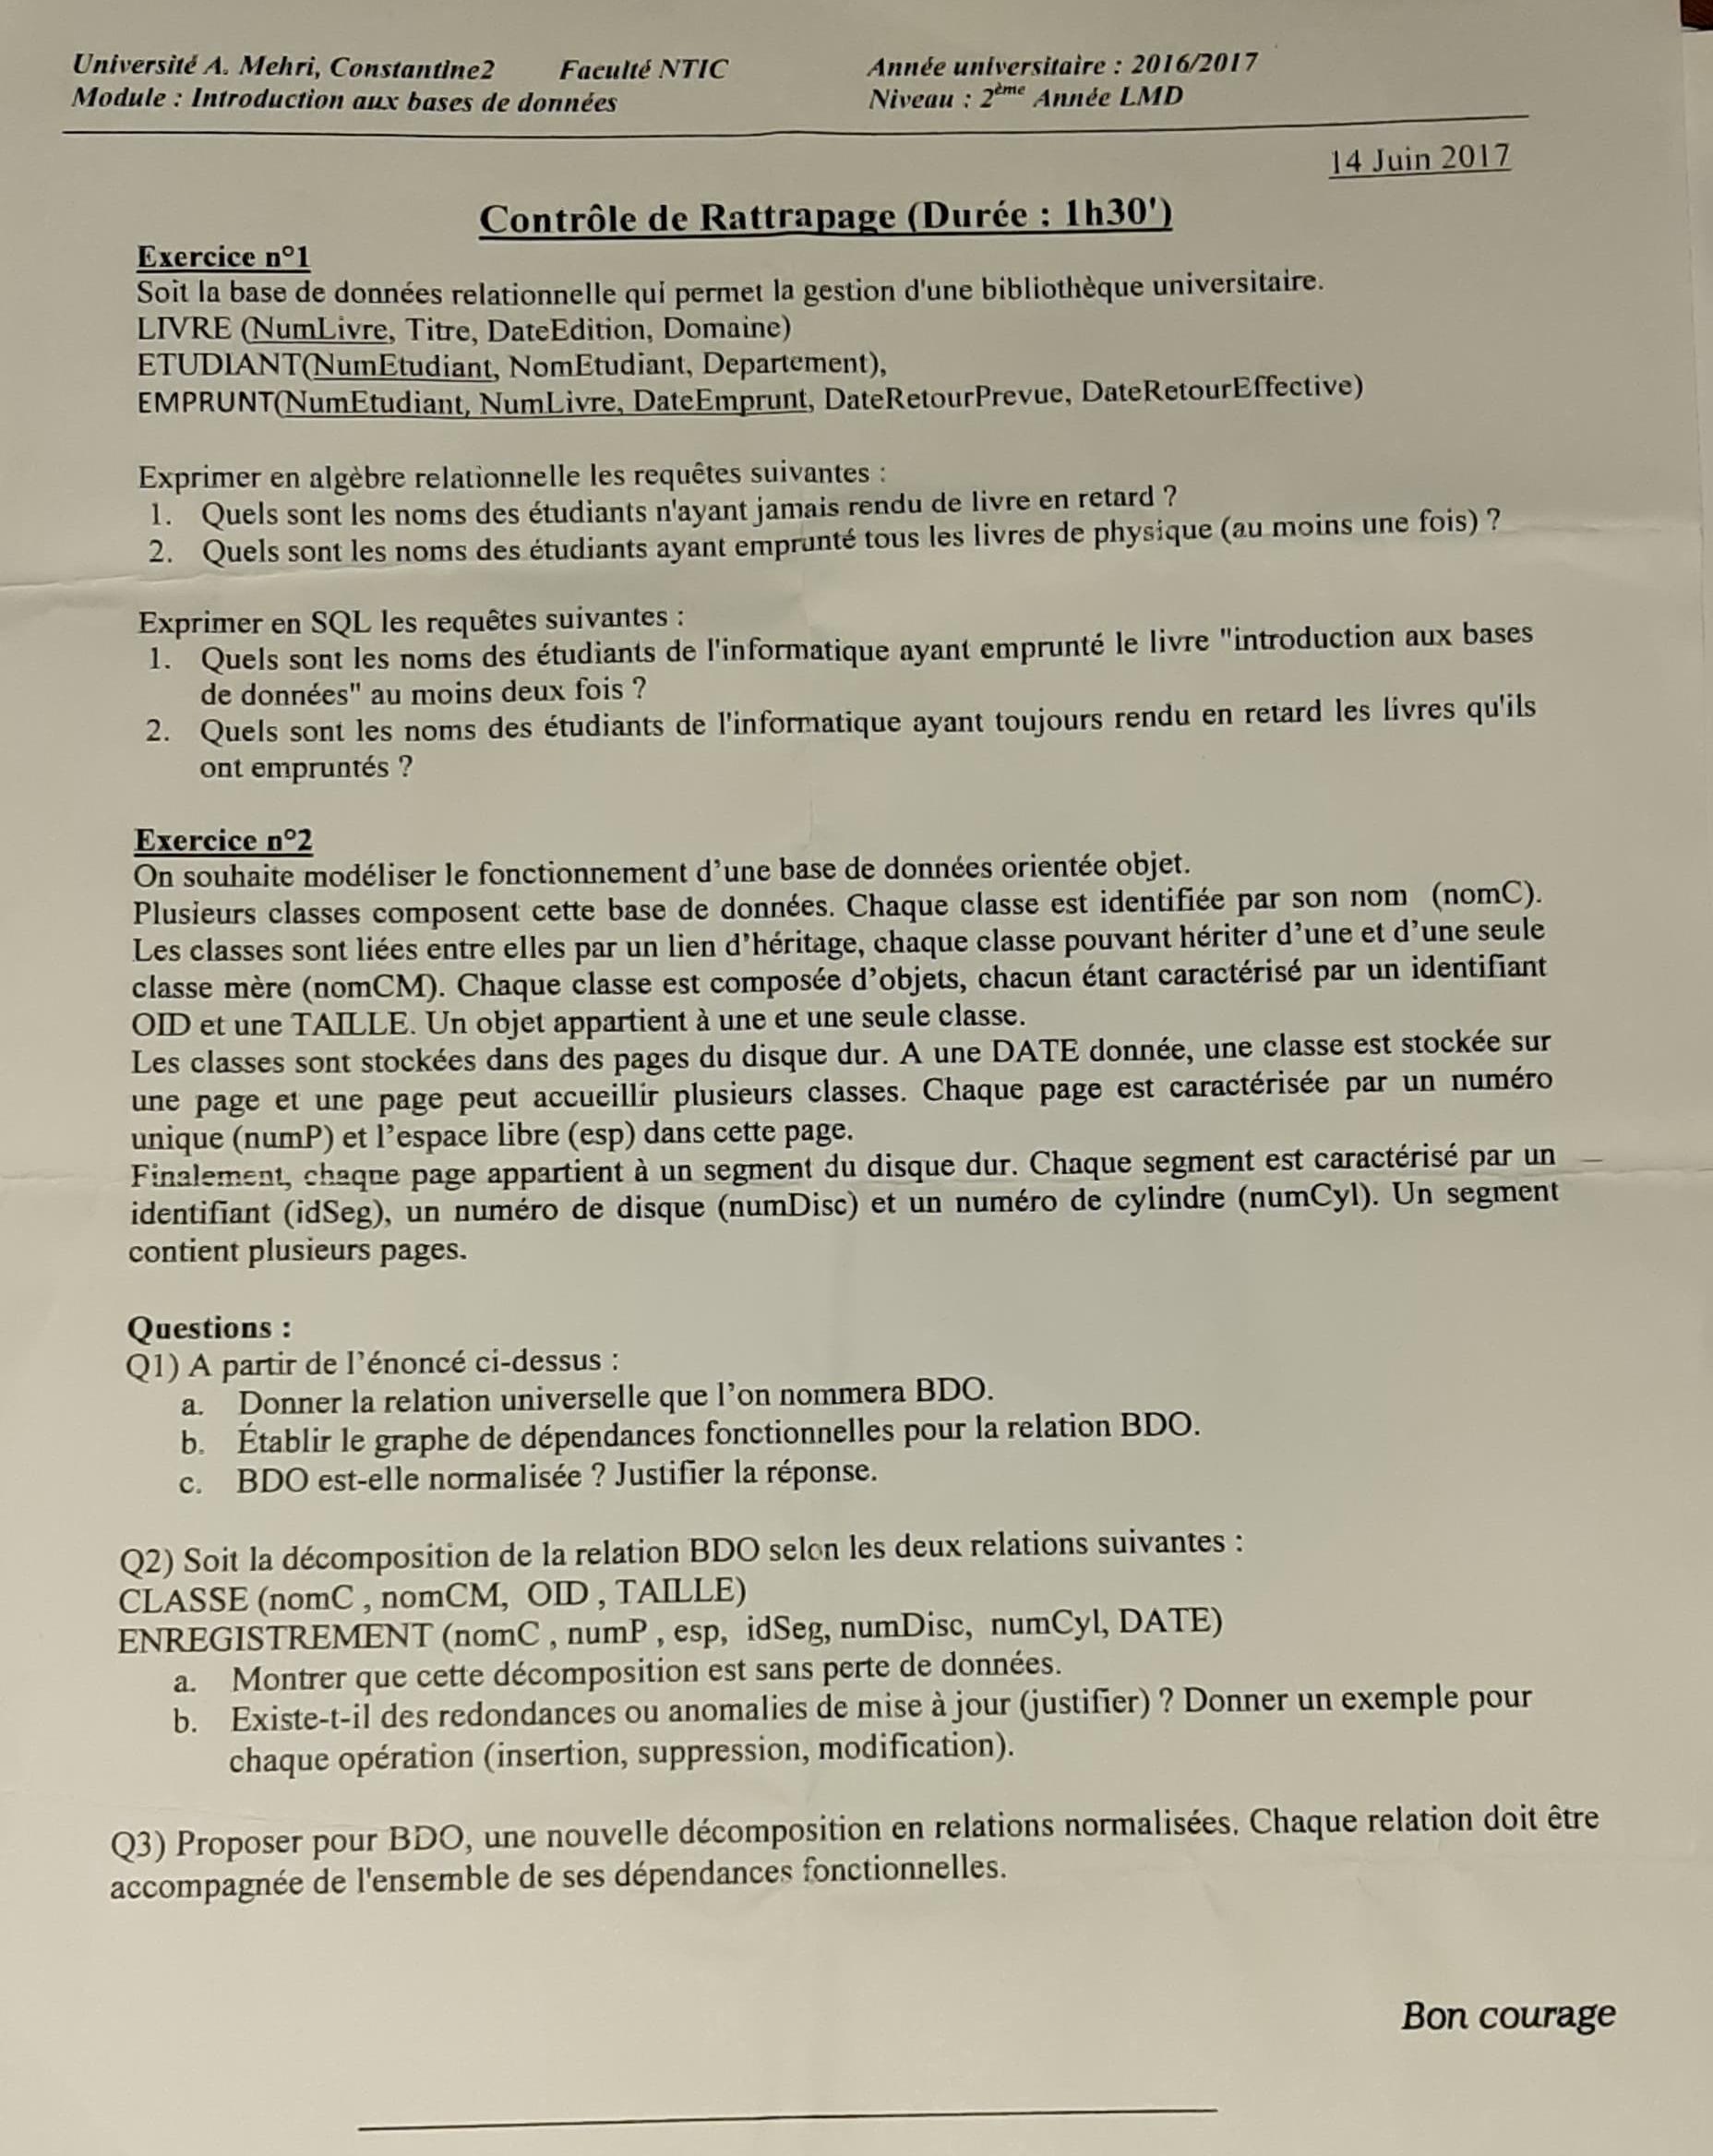 Université A. Mehri, Constantine2 Faculté NTIC Année universitaire : 2016/2017
Module : Introduction aux bases de données Niveau : 2ème Année LMD
14 Juin 2017
Contrôle de Rattrapage (Durée : 1h30')
Exercice n°1
Soit la base de données relationnelle qui permet la gestion d'une bibliothèque universitaire.
LIVRE (NumLivre, Titre, DateEdition, Domaine)
ETUDIANT(NumEtudiant, NomEtudiant, Departement),
EMPRUNT(NumEtudiant, NumLivre, DateEmprunt, DateRetourPrevue, DateRetourEffective)
Exprimer en algèbre relationnelle les requêtes suivantes :
1. Quels sont les noms des étudiants n'ayant jamais rendu de livre en retard ?
2. Quels sont les noms des étudiants ayant emprunté tous les livres de physique (au moins une fois) ?
Exprimer en SQL les requêtes suivantes :
1. Quels sont les noms des étudiants de l'informatique ayant emprunté le livre "introduction aux bases
de données" au moins deux fois ?
2. Quels sont les noms des étudiants de l'informatique ayant toujours rendu en retard les livres qu'ils
ont empruntés ?
Exercice n°2
On souhaite modéliser le fonctionnement d’une base de données orientée objet.
Plusieurs classes composent cette base de données. Chaque classe est identifiée par son nom (nomC).
Les classes sont liées entre elles par un lien d’héritage, chaque classe pouvant hériter d’une et d’une seule
classe mère (nomCM). Chaque classe est composée d’objets, chacun étant caractérisé par un identifiant
OID et une TAILLE. Un objet appartient à une et une seule classe.
Les classes sont stockées dans des pages du disque dur. A une DATE donnée, une classe est stockée sur
une page et une page peut accueillir plusieurs classes. Chaque page est caractérisée par un numéro
unique (numP) et l’espace libre (esp) dans cette page.
Finalement, chaque page appartient à un segment du disque dur. Chaque segment est caractérisé par un
identifiant (idSeg), un numéro de disque (numDisc) et un numéro de cylindre (numCyl). Un segment
contient plusieurs pages.
Questions :
Q1) A partir de l’énoncé ci-dessus :
a. Donner la relation universelle que l’on nommera BDO.
b. Établir le graphe de dépendances fonctionnelles pour la relation BDO.
c. BDO est-elle normalisée ? Justifier la réponse.
Q2) Soit la décomposition de la relation BDO selon les deux relations suivantes :
CLASSE (nomC , nomCM, OID , TAILLE)
ENREGISTREMENT (nomC , numP , esp, idSeg, numDisc, numCyl, DATE)
a. Montrer que cette décomposition est sans perte de données.
b. Existe-t-il des redondances ou anomalies de mise à jour (justifier) ? Donner un exemple pour
chaque opération (insertion, suppression, modification).
Q3) Proposer pour BDO, une nouvelle décomposition en relations normalisées. Chaque relation doit être
accompagnée de l'ensemble de ses dépendances fonctionnelles.
Bon courage